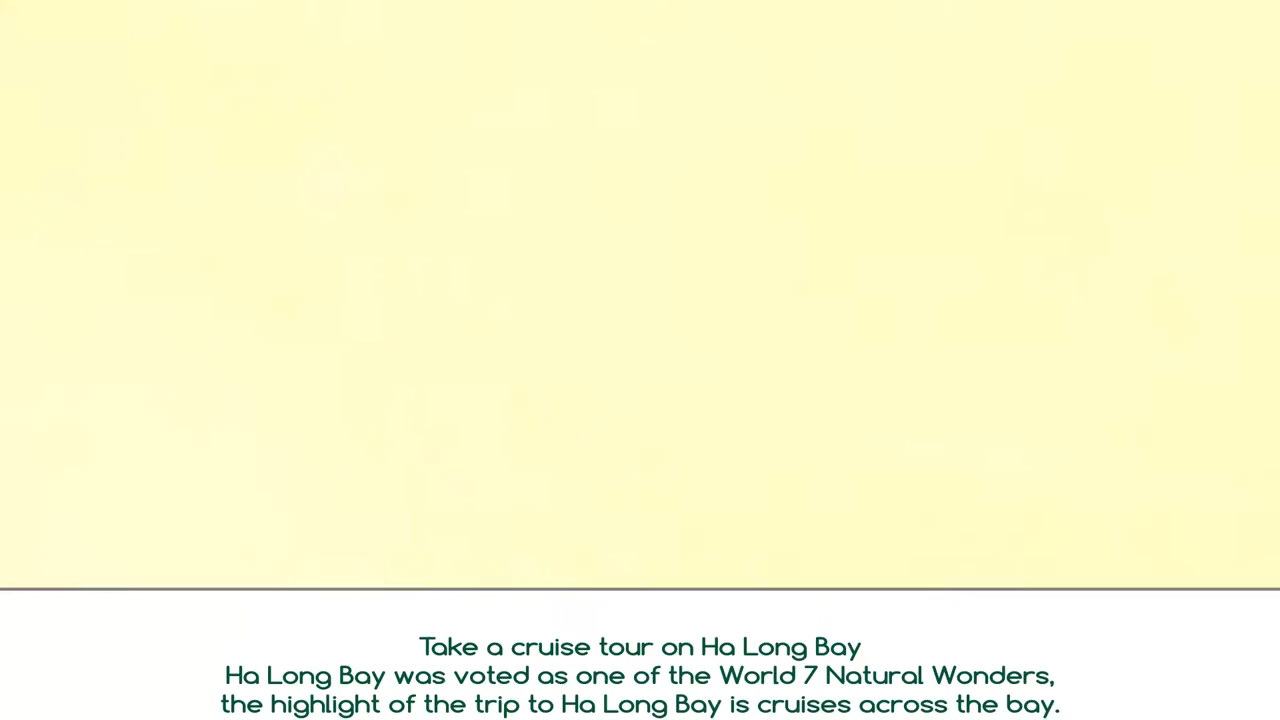 Take a cruise tour on Ha Long Bay
Ha Long Bay was voted as one of the World 7 Natural Wonders,
the highlight of the trip to Ha Long Bay is cruises across the bay.